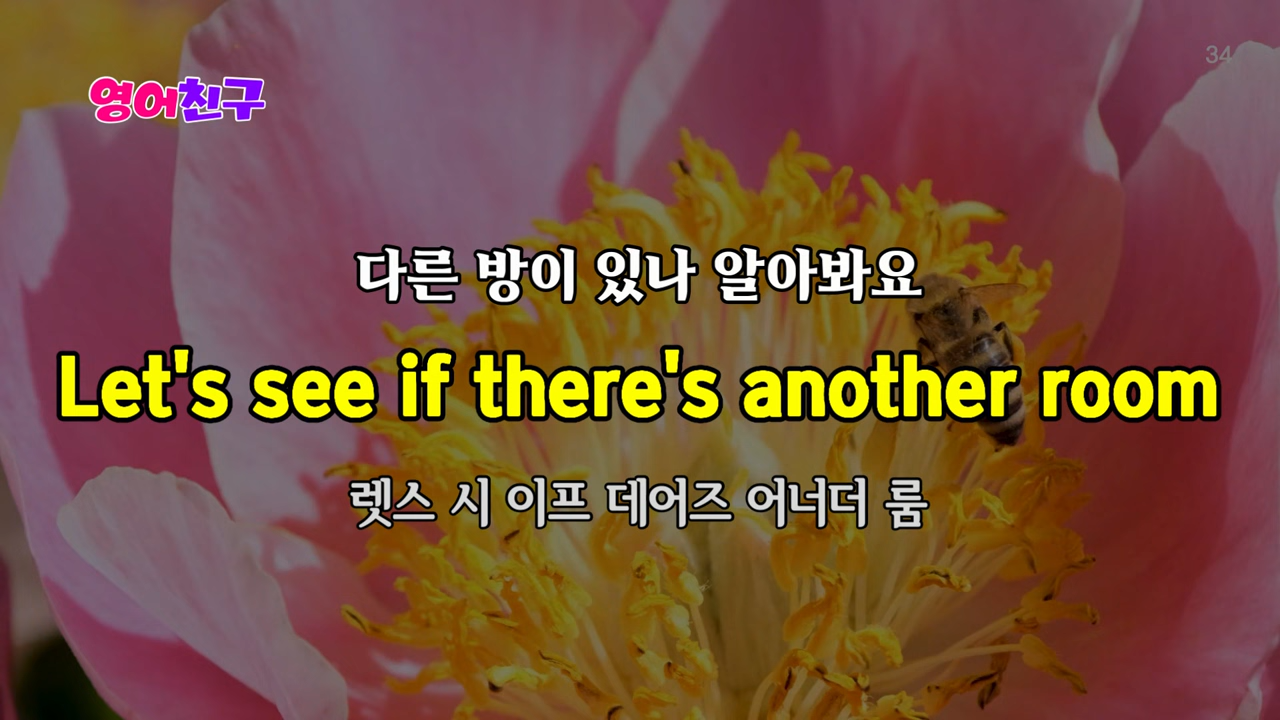 34
영어친구
다른 방이 있나 알아봐요
Let's see if there's another room
렛스 시 이프 데어즈 어너더 룸